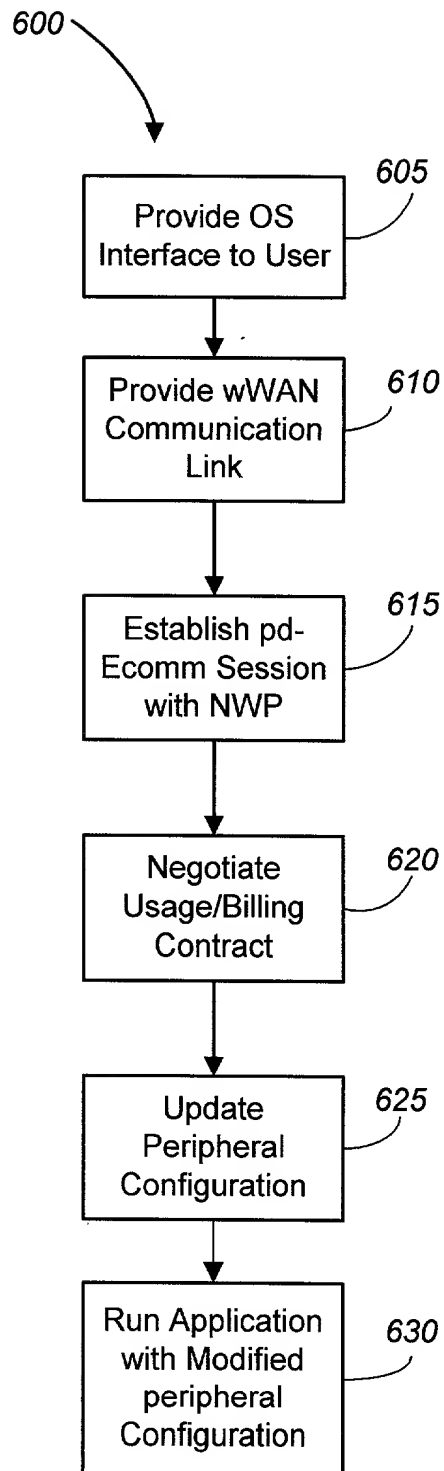 600
605
Provide OS
Interface to User
610
Provide wWAN
Communication
Link
615
Establish pd-
Ecomm Session
with NWP
620
Negotiate
Usage/Billing
Contract
625
Update
Peripheral
Configuration
630
Run Application
with Modified
peripheral
Configuration